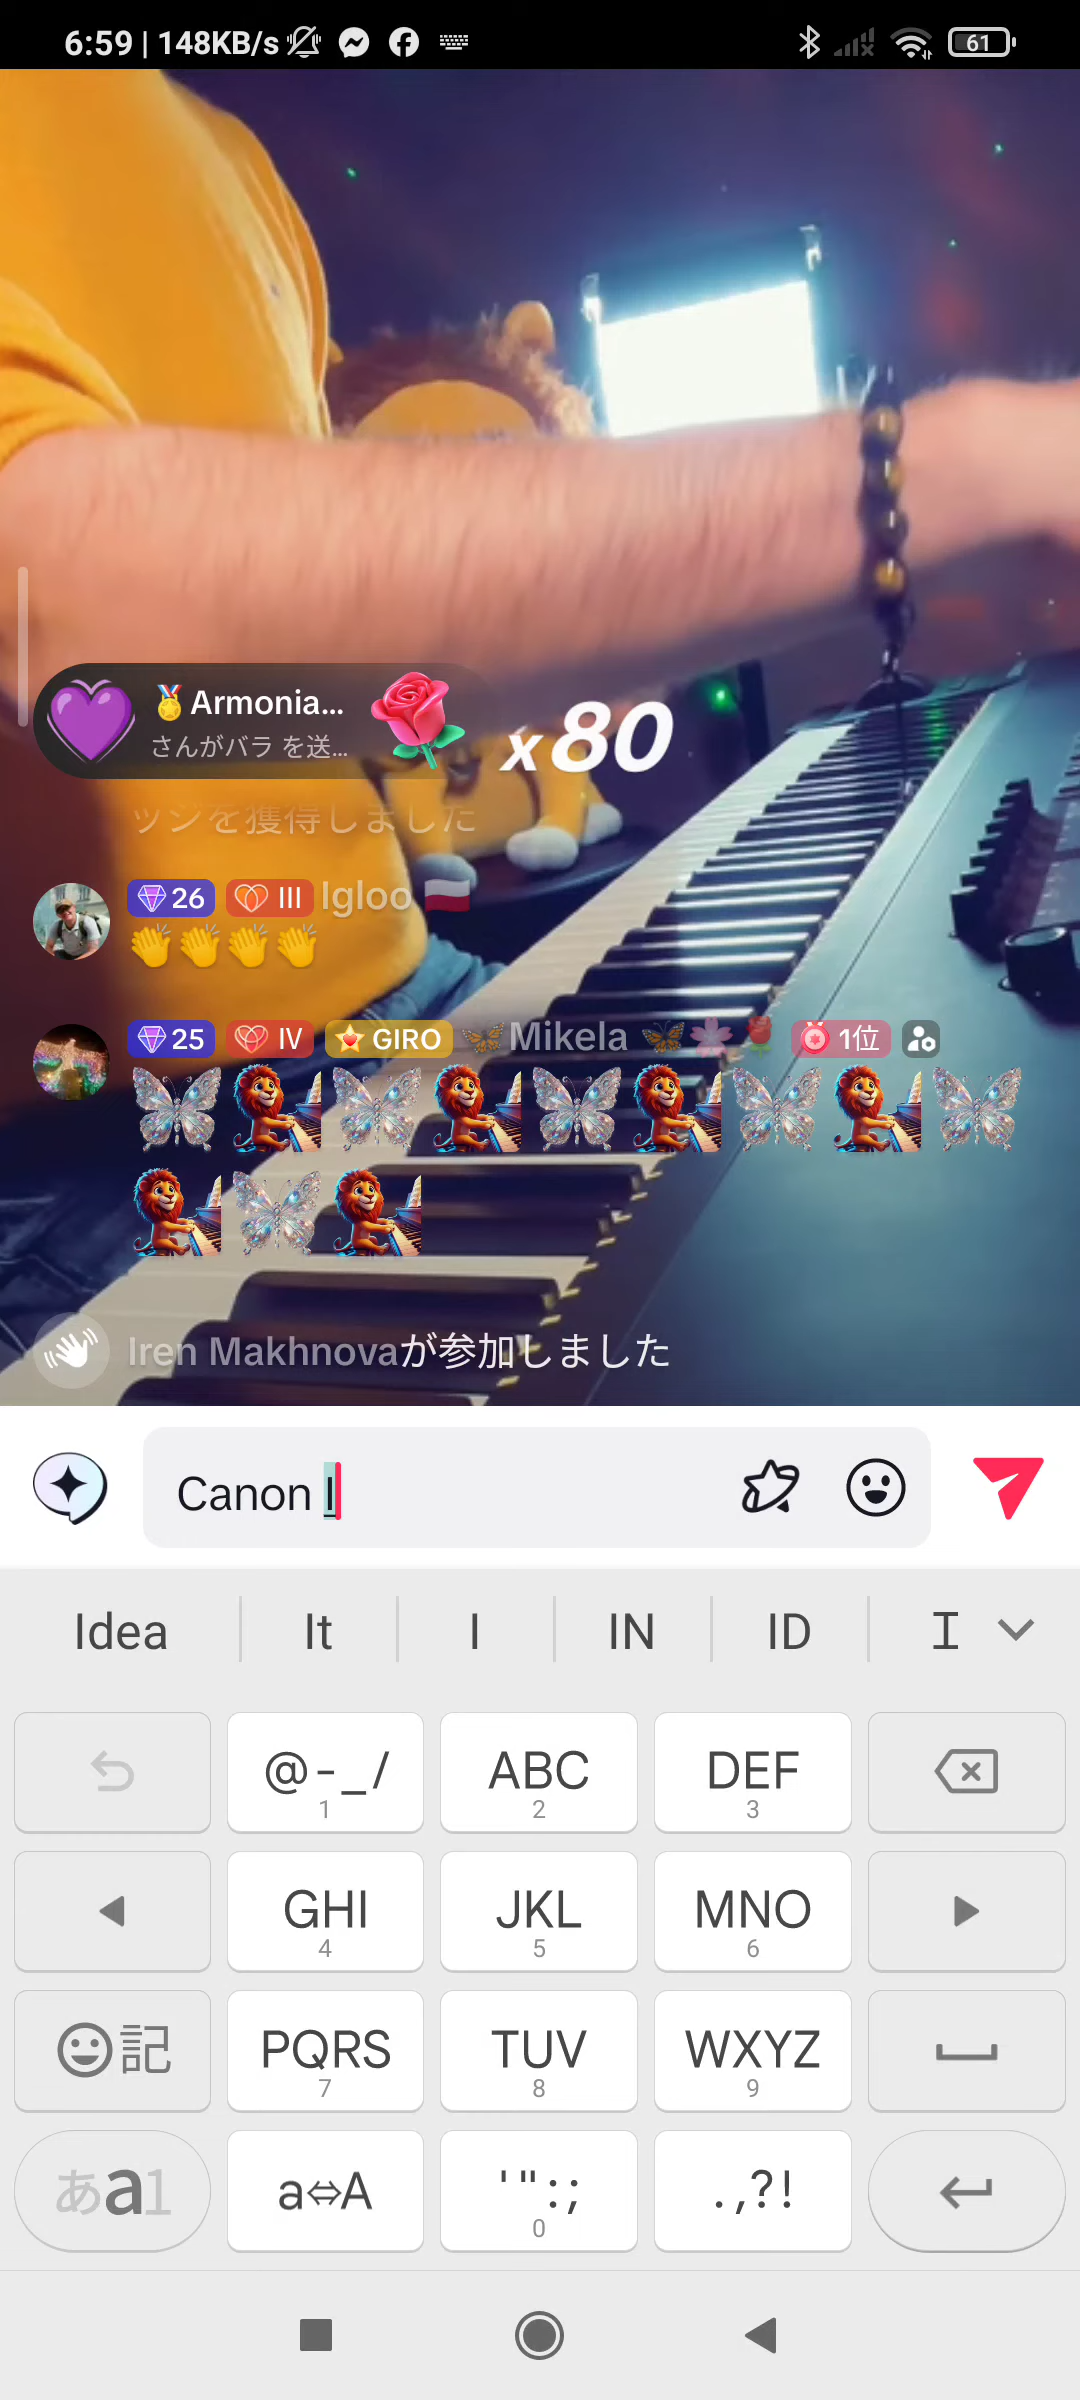 6:59 | 148KB/s
61
🏅Armonia...
さんがバラ を送...
x80
ッジを獲得しました
26 III Igloo 🇵🇱
👏👏👏👏
25 IV GIRO 🦋Mikela 🦋🌸🌹 1位
Iren Makhnovaが参加しました
Canon I
Idea It I IN ID I
@-_/ ABC DEF
1 2 3
GHI JKL MNO
4 5 6
記 PQRS TUV WXYZ
7 8 9
あa1 a⇔A '":; .,?!
0